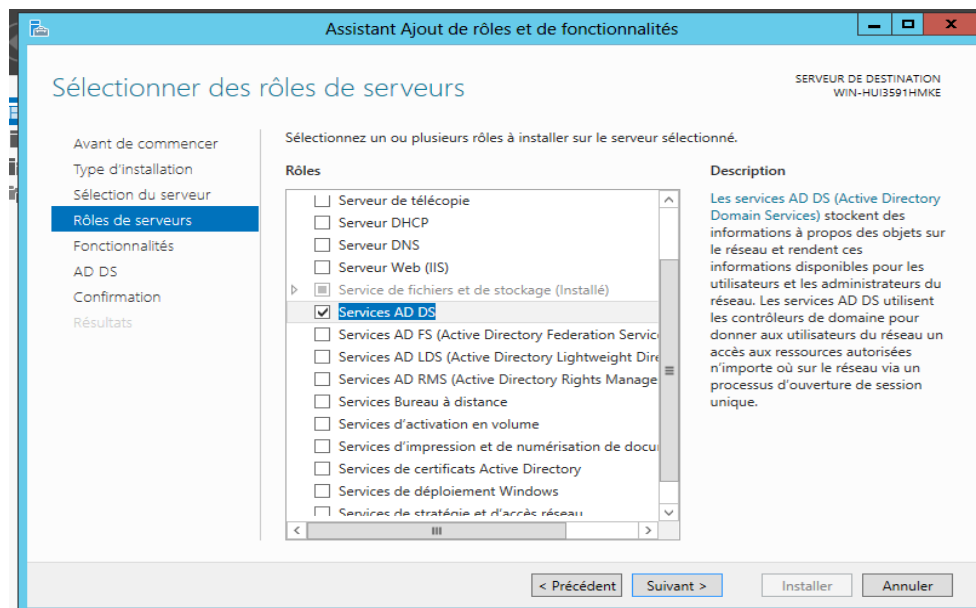 Assistant Ajout de rôles et de fonctionnalités
Sélectionner des rôles de serveurs
SERVEUR DE DESTINATION
WIN-HUI3591HMKE
Avant de commencer
Type d'installation
Sélection du serveur
Rôles de serveurs
Fonctionnalités
AD DS
Confirmation
Résultats
Sélectionnez un ou plusieurs rôles à installer sur le serveur sélectionné.
Rôles
Serveur de télécopie
Serveur DHCP
Serveur DNS
Serveur Web (IIS)
Service de fichiers et de stockage (Installé)
Services AD DS
Services AD FS (Active Directory Federation Servic
Services AD LDS (Active Directory Lightweight Dire
Services AD RMS (Active Directory Rights Manage
Services Bureau à distance
Services d'activation en volume
Services d'impression et de numérisation de docu
Services de certificats Active Directory
Services de déploiement Windows
Services de stratégie et d'accès réseau
Description
Les services AD DS (Active Directory
Domain Services) stockent des
informations à propos des objets sur
le réseau et rendent ces
informations disponibles pour les
utilisateurs et les administrateurs du
réseau. Les services AD DS utilisent
les contrôleurs de domaine pour
donner aux utilisateurs du réseau un
accès aux ressources autorisées
n'importe où sur le réseau via un
processus d'ouverture de session
unique.
< Précédent
Suivant >
Installer
Annuler